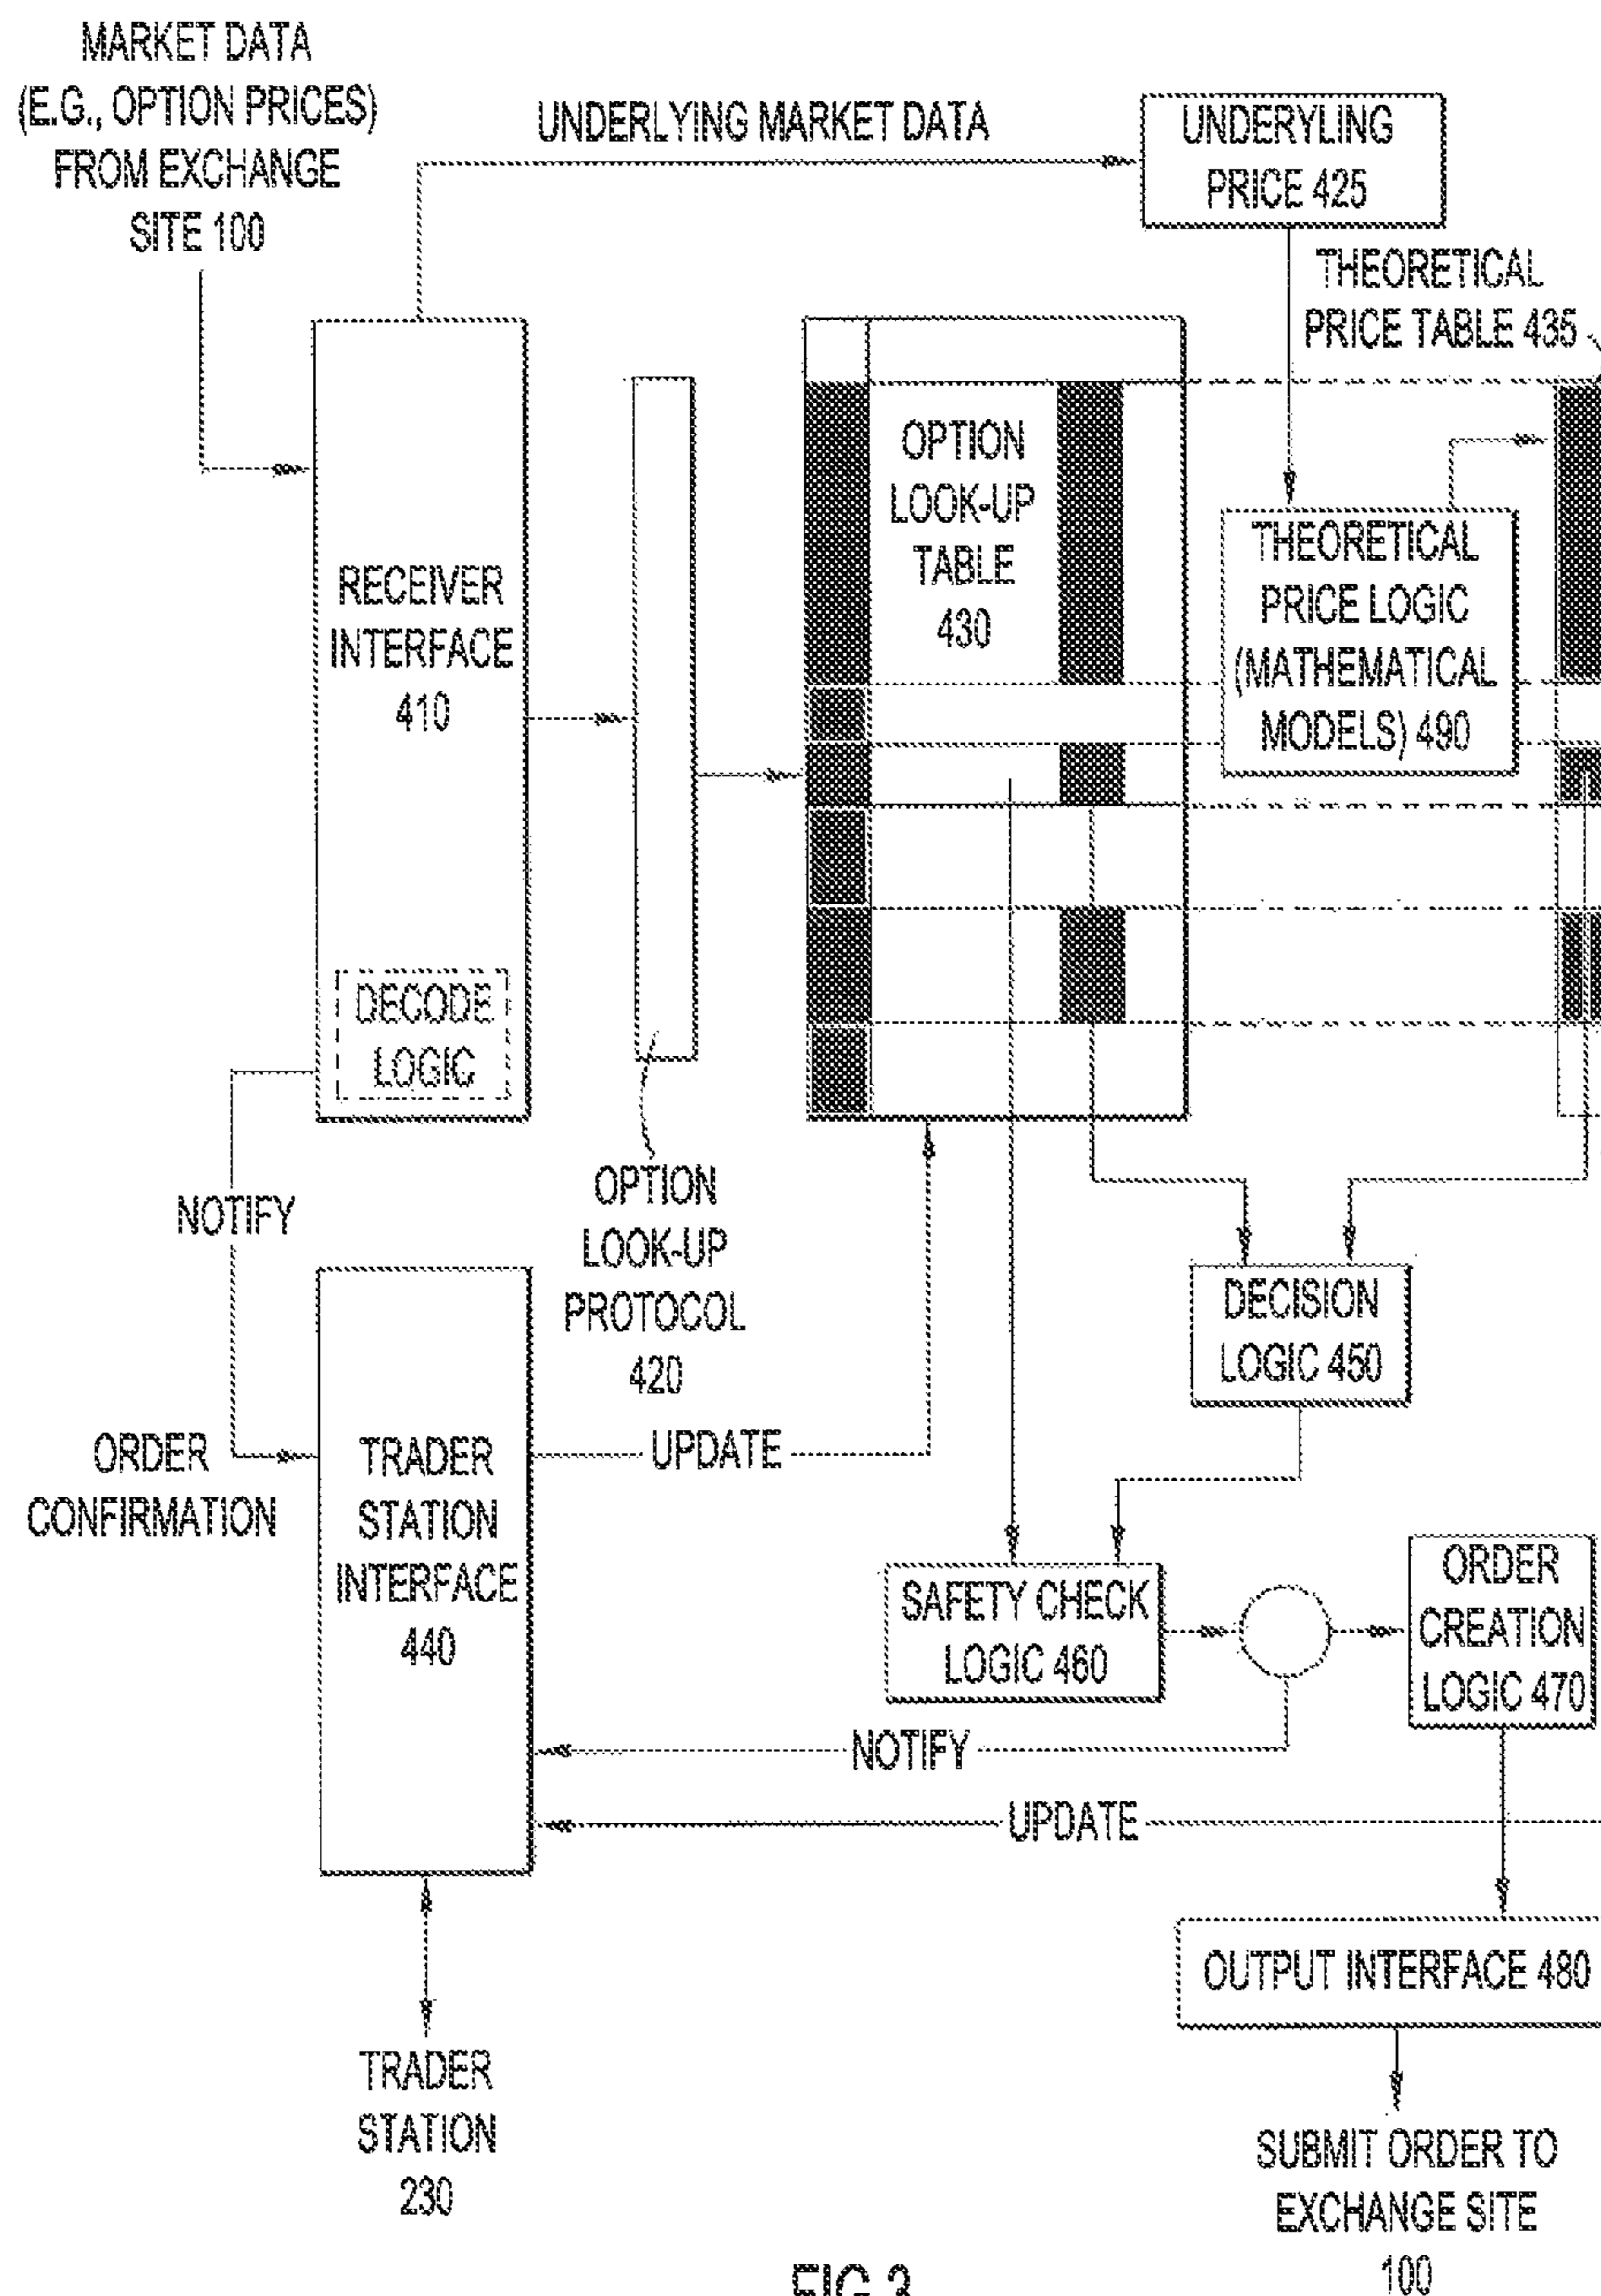 MARKET DATA
(E.G., OPTION PRICES)
FROM EXCHANGE
SITE 100
UNDERLYING MARKET DATA
UNDERYLING
PRICE 425
THEORETICAL
PRICE TABLE 435
RECEIVER
INTERFACE
410
DECODE
LOGIC
OPTION
LOOK-UP
TABLE
430
THEORETICAL
PRICE LOGIC
(MATHEMATICAL
MODELS) 490
NOTIFY
OPTION
LOOK-UP
PROTOCOL
420
DECISION
LOGIC 450
ORDER
CONFIRMATION
TRADER
STATION
INTERFACE
440
UPDATE
SAFETY CHECK
LOGIC 460
ORDER
CREATION
LOGIC 470
NOTIFY
UPDATE
OUTPUT INTERFACE 480
TRADER
STATION
230
SUBMIT ORDER TO
EXCHANGE SITE
100
FIG.3